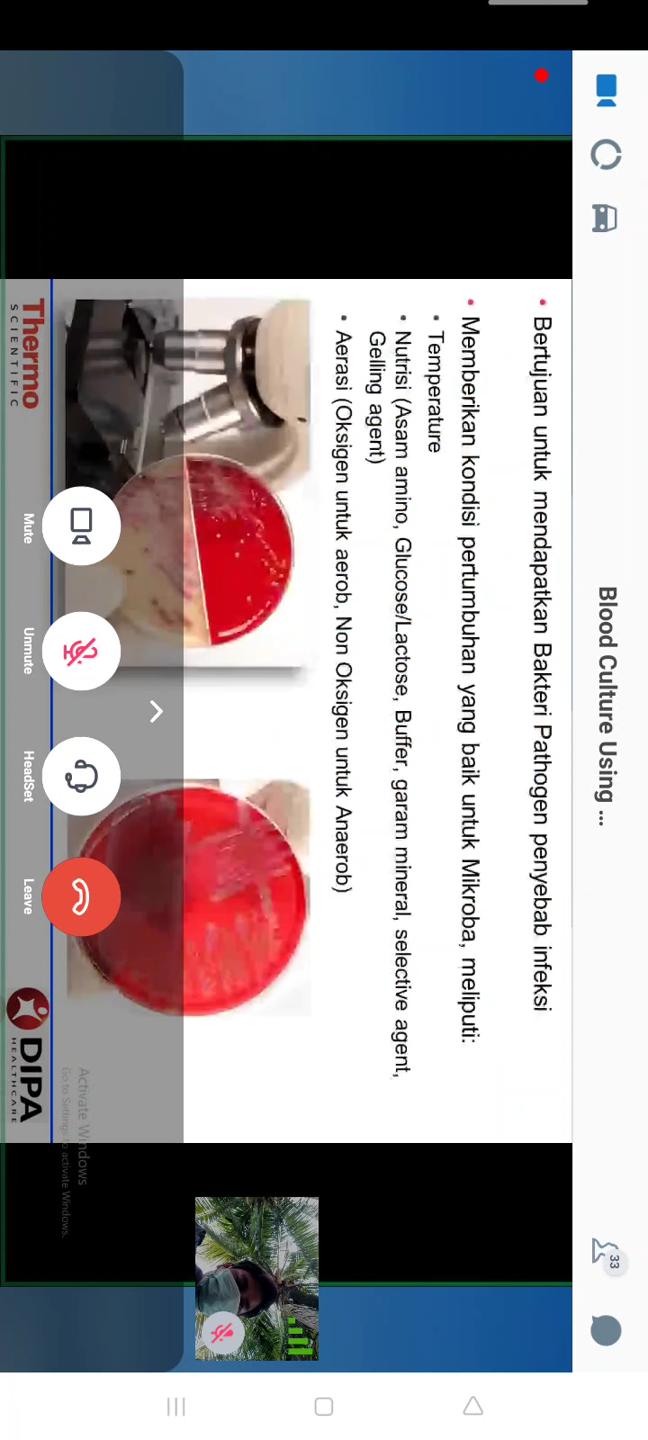 Blood Culture Using ...
33
• Bertujuan untuk mendapatkan Bakteri Pathogen penyebab infeksi
• Memberikan kondisi pertumbuhan yang baik untuk Mikroba, meliputi:
• Temperature
• Nutrisi (Asam amino, Glucose/Lactose, Buffer, garam mineral, selective agent,
Gelling agent)
• Aerasi (Oksigen untuk aerob, Non Oksigen untuk Anaerob)
Activate Windows
Go to Settings to activate Windows.
Thermo
SCIENTIFIC
Mute
Unmute
HeadSet
Leave
DIPA
HEALTHCARE